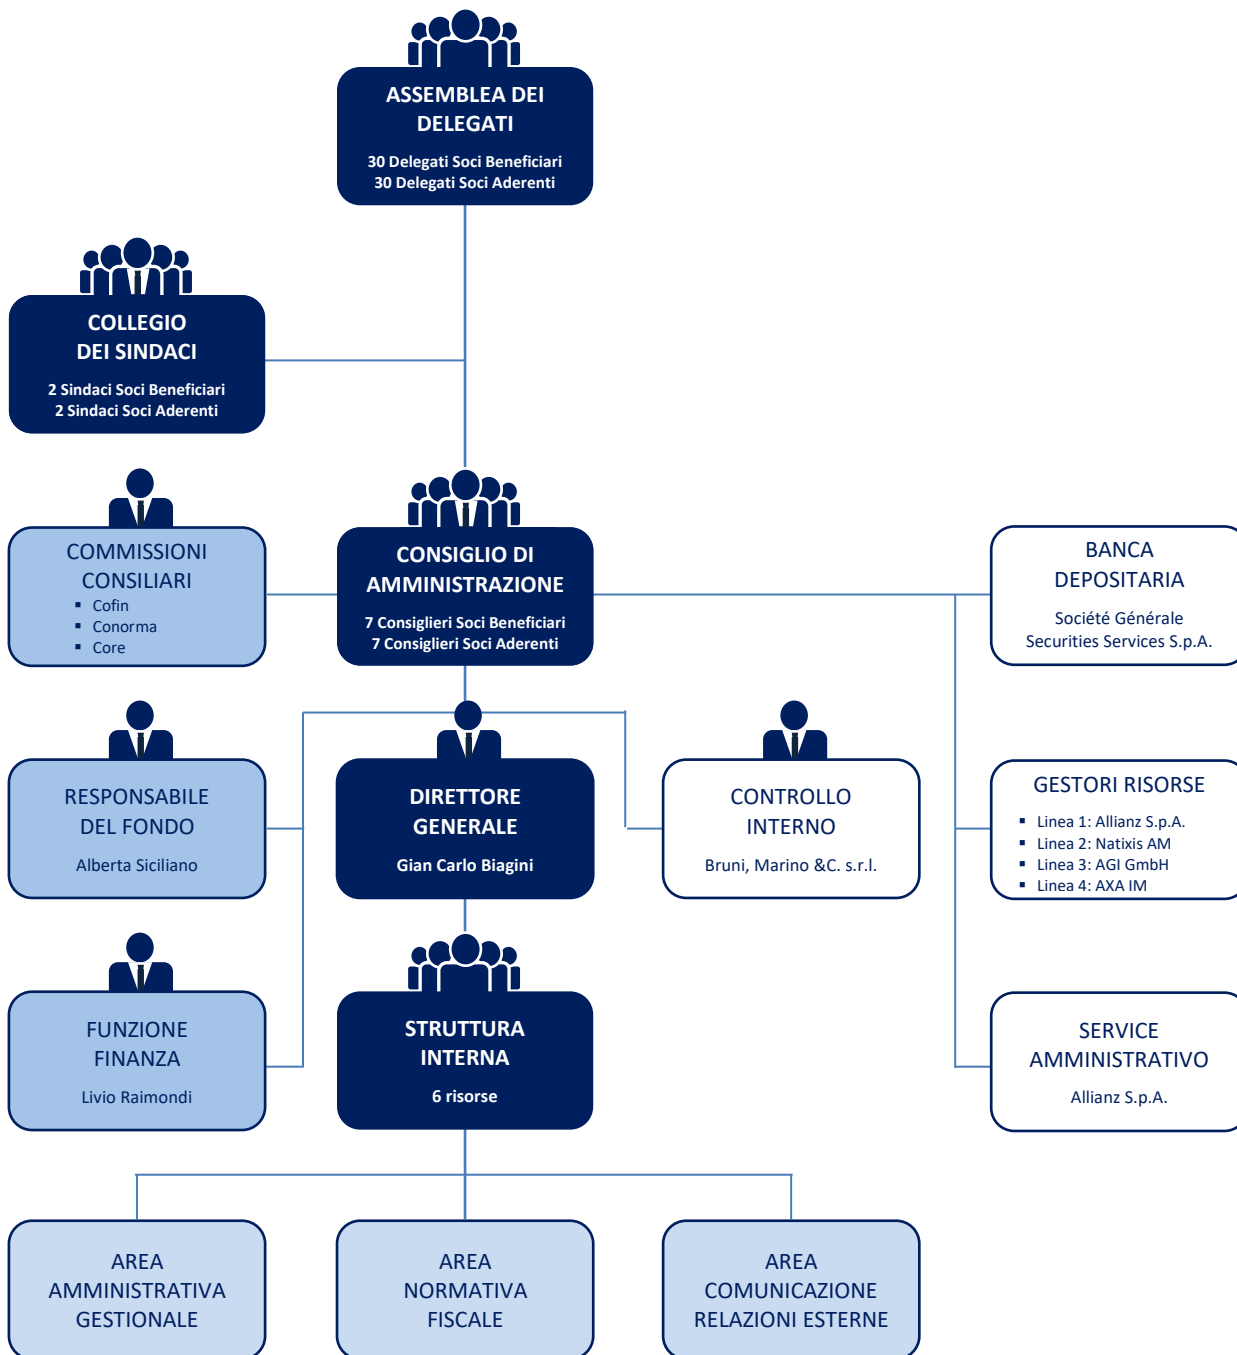 ASSEMBLEA DEI
DELEGATI
30 Delegati Soci Beneficiari
30 Delegati Soci Aderenti
COLLEGIO
DEI SINDACI
2 Sindaci Soci Beneficiari
2 Sindaci Soci Aderenti
COMMISSIONI
CONSILIARI
▪ Cofin
▪ Conorma
▪ Core
CONSIGLIO DI
AMMINISTRAZIONE
7 Consiglieri Soci Beneficiari
7 Consiglieri Soci Aderenti
BANCA
DEPOSITARIA
Société Générale
Securities Services S.p.A.
RESPONSABILE
DEL FONDO
Alberta Siciliano
DIRETTORE
GENERALE
Gian Carlo Biagini
CONTROLLO
INTERNO
Bruni, Marino &C. s.r.l.
GESTORI RISORSE
▪ Linea 1: Allianz S.p.A.
▪ Linea 2: Natixis AM
▪ Linea 3: AGI GmbH
▪ Linea 4: AXA IM
FUNZIONE
FINANZA
Livio Raimondi
STRUTTURA
INTERNA
6 risorse
SERVICE
AMMINISTRATIVO
Allianz S.p.A.
AREA
AMMINISTRATIVA
GESTIONALE
AREA
NORMATIVA
FISCALE
AREA
COMUNICAZIONE
RELAZIONI ESTERNE